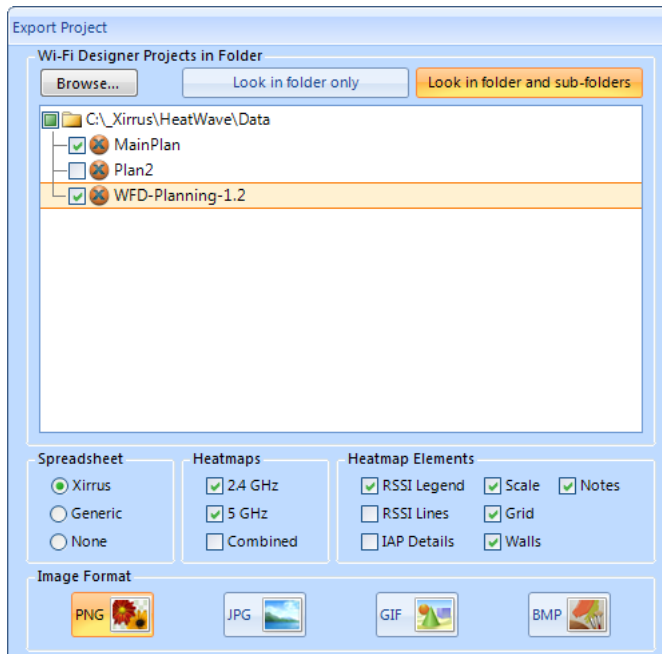 Export Project
Wi-Fi Designer Projects in Folder
Browse... Look in folder only Look in folder and sub-folders
C:\_Xirrus\HeatWave\Data
MainPlan
Plan2
WFD-Planning-1.2
Spreadsheet Heatmaps Heatmap Elements
Xirrus 2.4 GHz RSSI Legend Scale Notes
Generic 5 GHz RSSI Lines Grid
None Combined IAP Details Walls
Image Format
PNG JPG GIF BMP